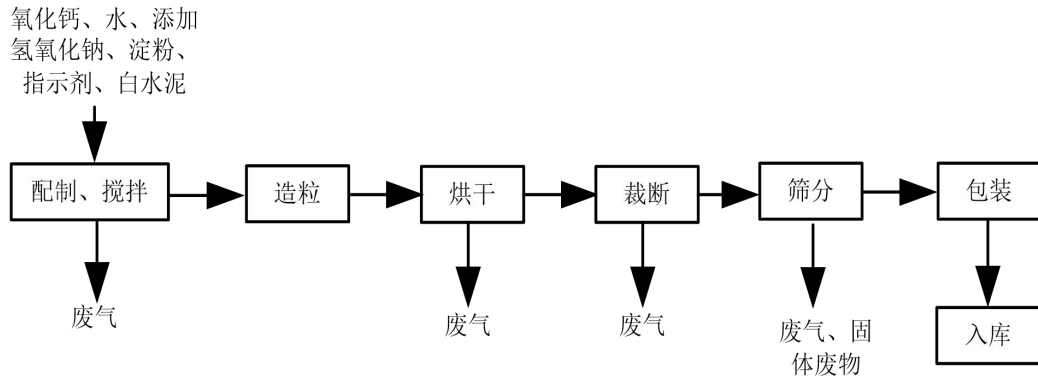 氧化钙、水、添加
氢氧化钠、淀粉、
指示剂、白水泥
配制、搅拌
造粒
烘干
裁断
筛分
包装
废气
废气
废气
废气、固
体废物
入库